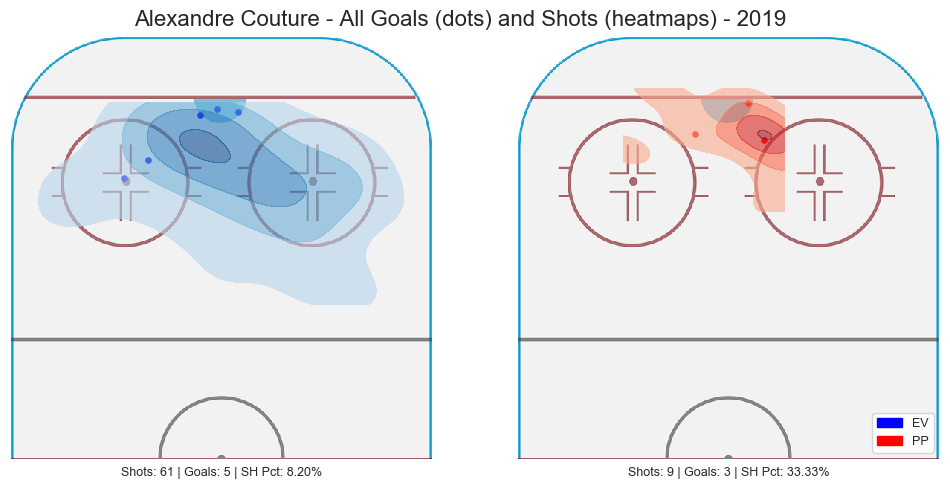 Alexandre Couture - All Goals (dots) and Shots (heatmaps) - 2019
EV
PP
Shots: 61 | Goals: 5 | SH Pct: 8.20%
Shots: 9 | Goals: 3 | SH Pct: 33.33%